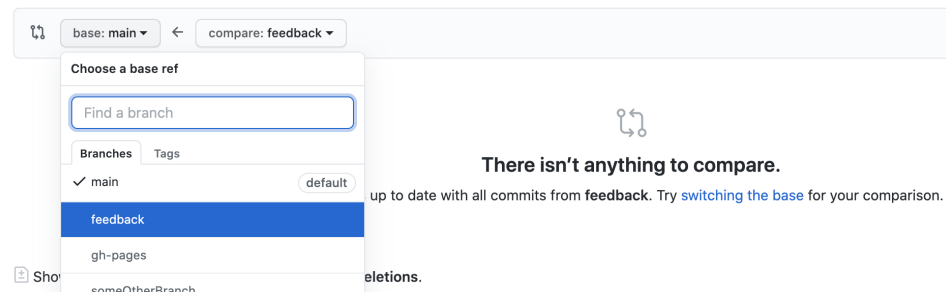 base: main
compare: feedback
Choose a base ref
Find a branch
Branches Tags
There isn't anything to compare.
main default
up to date with all commits from feedback. Try switching the base for your comparison.
feedback
gh-pages
eletions.
someOtherBranch